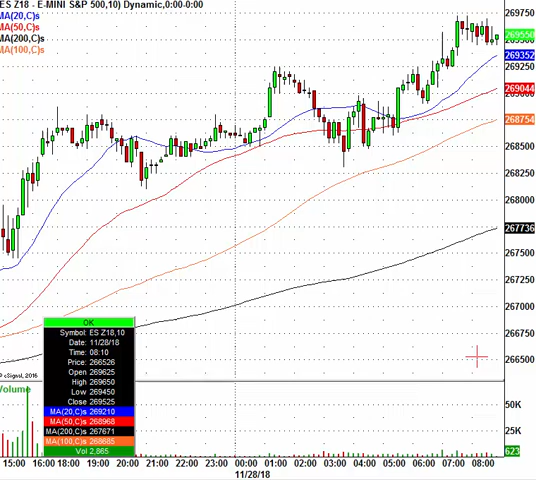 ES Z18 - E-MINI S&P 500,10) Dynamic,0:00-0:00
MA(20,C)s
MA(50,C)s
MA(200,C)s
MA(100,C)s
269750
269550
269352
269250
269044
268754
268500
268250
268000
267736
267500
267250
267000
266750
266500
OK
Symbol: ES Z18,10
Date: 11/28/18
Time: 08:10
Price: 266526
Open 269625
High 269650
Low 269450
Close 269525
MA(20,C)s 269210
MA(50,C)s 268968
MA(200,C)s 267671
MA(100,C)s 268685
Vol 2,865
© eSignal, 2016
Volume
50K
25K
623
15:00 16:00 18:00 19:00 20:00 21:00 22:00 23:00 00:00 01:00 02:00 03:00 04:00 05:00 06:00 07:00 08:00
11/28/18